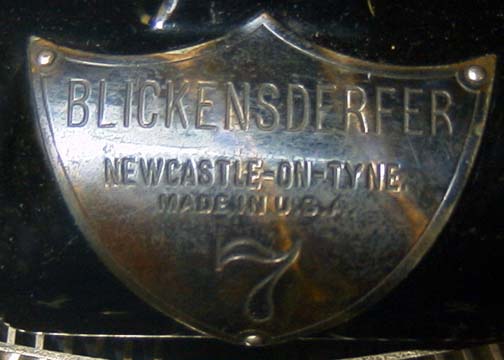 BLICKENSDERFER
NEWCASTLE-ON-TYNE.
MADE IN U.S.A.
7